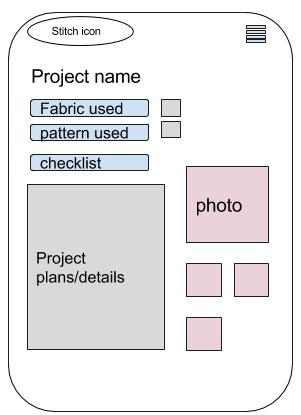 Stitch icon
Project name
Fabric used
pattern used
checklist
photo
Project
plans/details